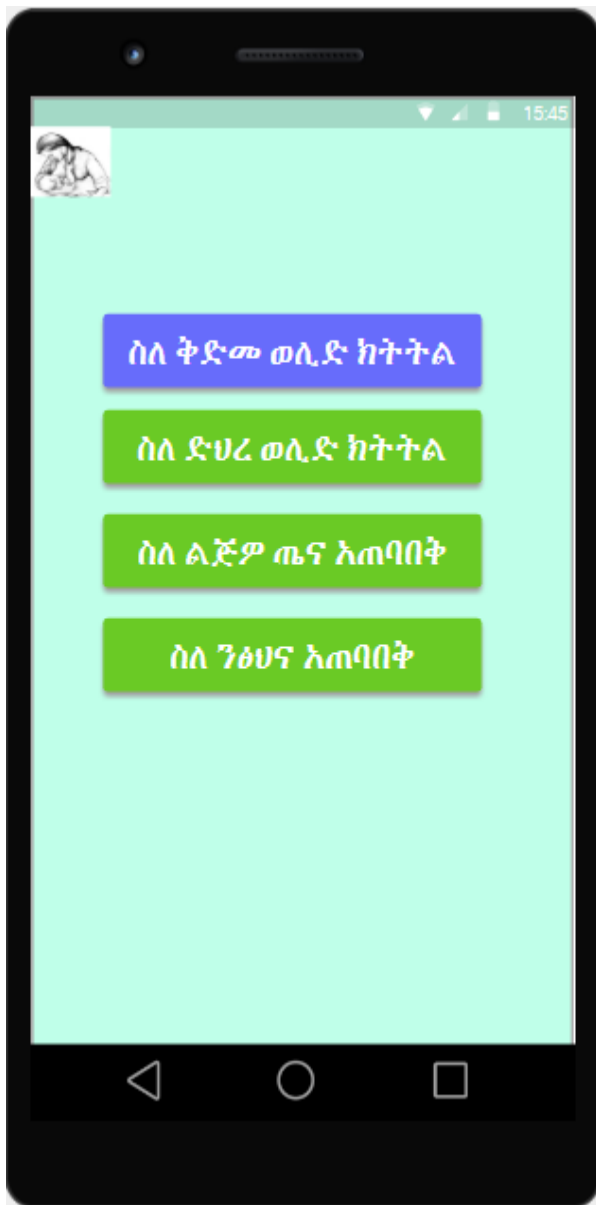 15:45
ስለ ቅድመ ወሊድ ክትትል
ስለ ድህረ ወሊድ ክትትል
ስለ ልጅዎ ጤና አጠባበቅ
ስለ ንፅህና አጠባበቅ